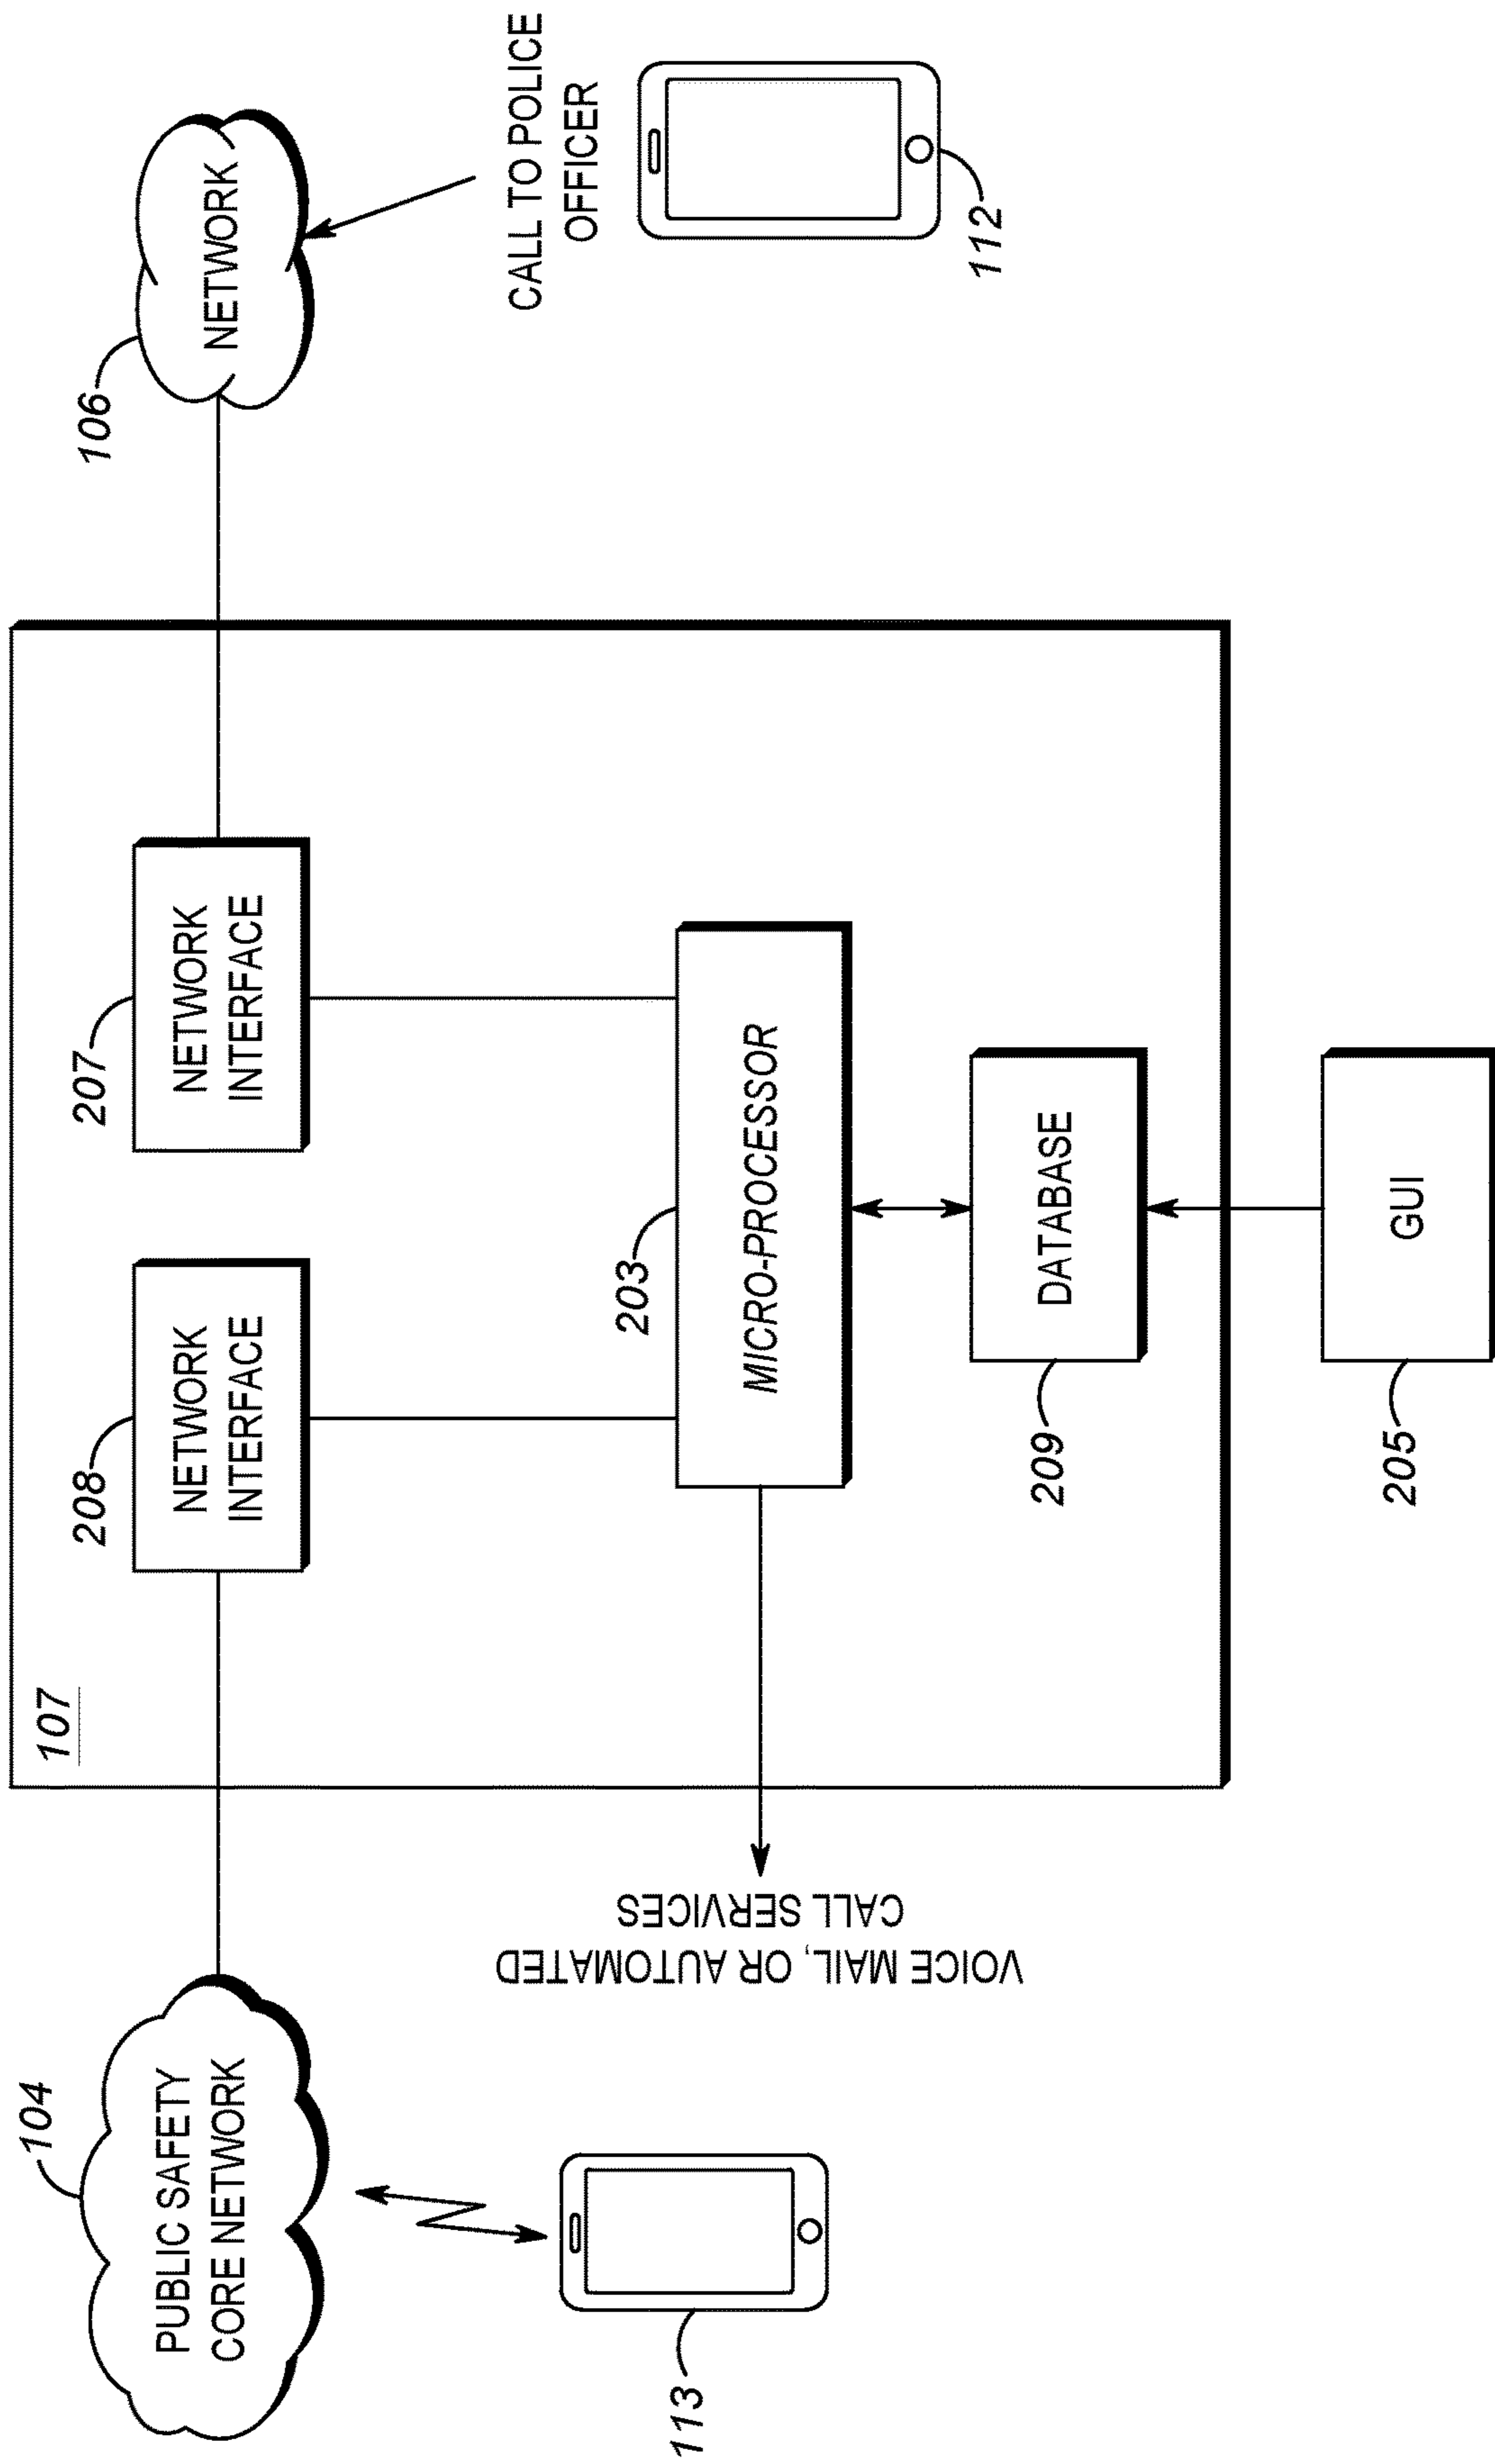 104
PUBLIC SAFETY
CORE NETWORK
113
107
208
NETWORK
INTERFACE
207
NETWORK
INTERFACE
106
NETWORK
CALL TO POLICE
OFFICER
112
203
MICRO-PROCESSOR
VOICE MAIL, OR AUTOMATED
CALL SERVICES
209
DATABASE
205
GUI